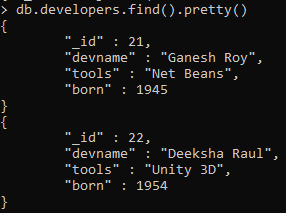 > db.developers.find().pretty()
{
        "_id" : 21,
        "devname" : "Ganesh Roy",
        "tools" : "Net Beans",
        "born" : 1945
}
{
        "_id" : 22,
        "devname" : "Deeksha Raul",
        "tools" : "Unity 3D",
        "born" : 1954
}